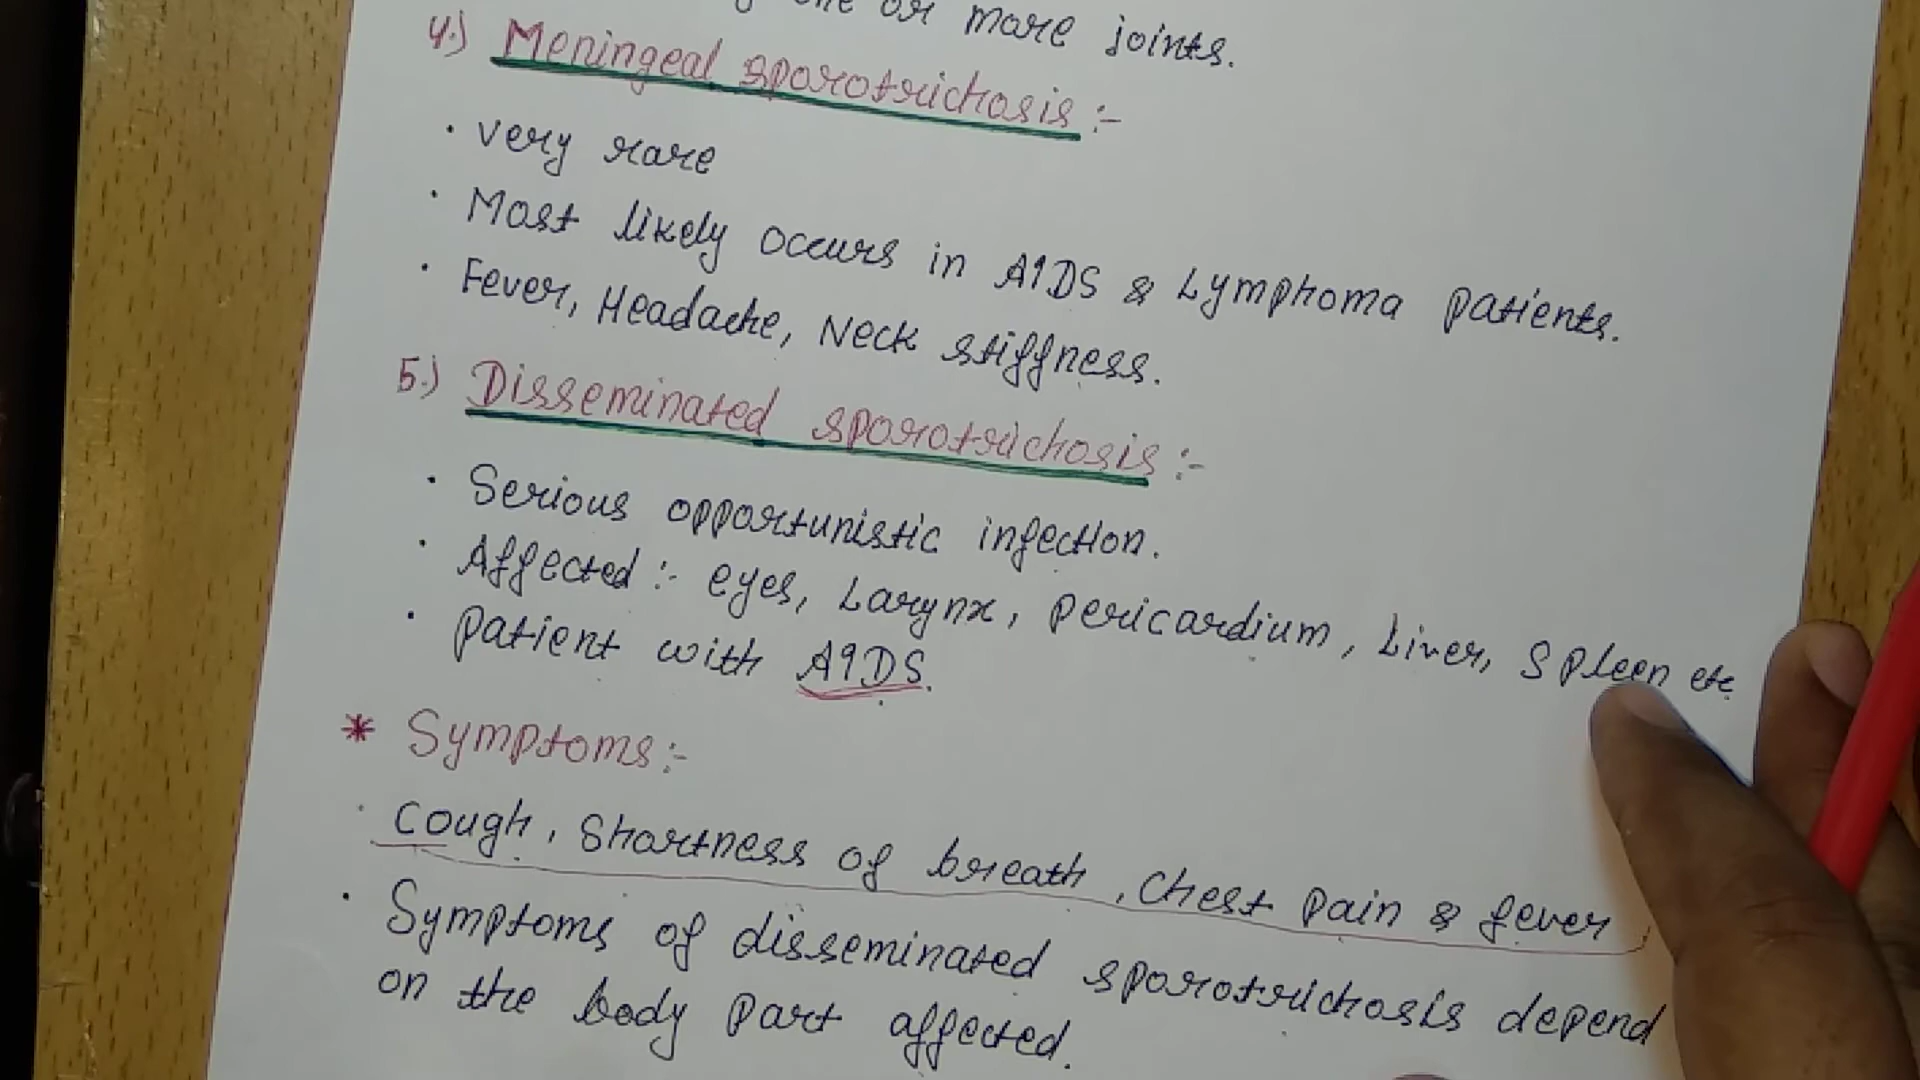 one or more joints.
4.) Meningeal sporotrichosis :-
• very rare
• Most likely occurs in AIDS & Lymphoma patients.
• Fever, Headache, Neck stiffness.
5.) Disseminated sporotrichosis :-
• Serious opportunistic infection.
• Affected :- eyes, Larynx, pericardium, Liver, Spleen etc
• patient with AIDS.
* Symptoms :-
• Cough, Shortness of breath, Chest pain & fever
• Symptoms of disseminated sporotrichosis depend
on the body part affected.